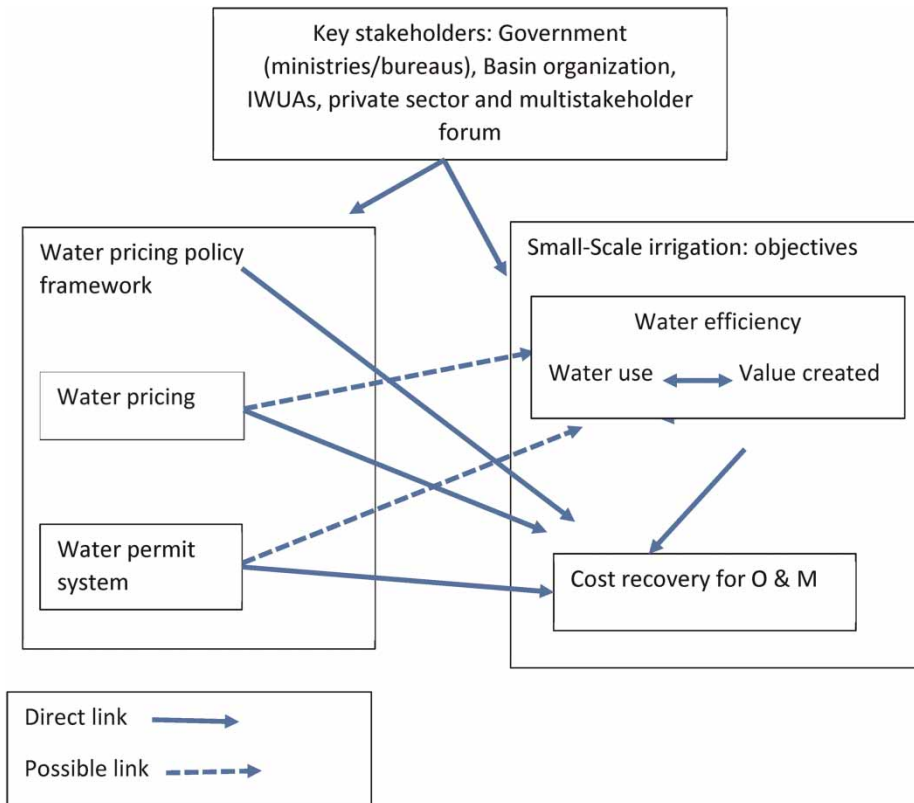 Key stakeholders: Government
(ministries/bureaus), Basin organization,
IWUAs, private sector and multistakeholder
forum
Water pricing policy
framework
Water pricing
Water permit
system
Small-Scale irrigation: objectives
Water efficiency
Water use Value created
Cost recovery for O & M
Direct link
Possible link